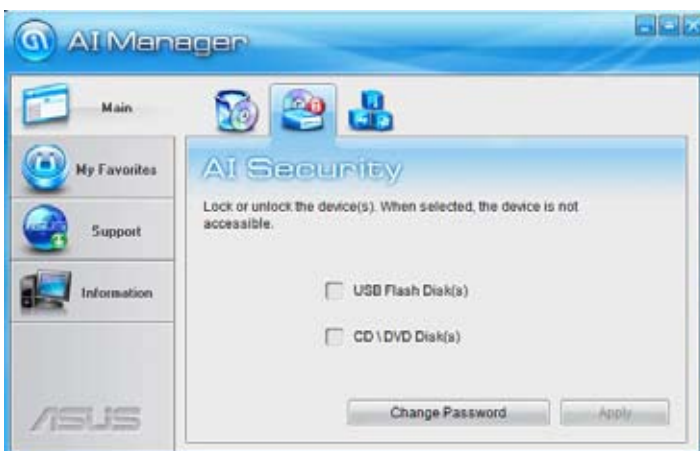 AI Manager
Main
My Favorites
Support
Information
AI Security
Lock or unlock the device(s). When selected, the device is not
accessible.
USB Flash Disk(s)
CD \ DVD Disk(s)
Change Password
Apply
ASUS